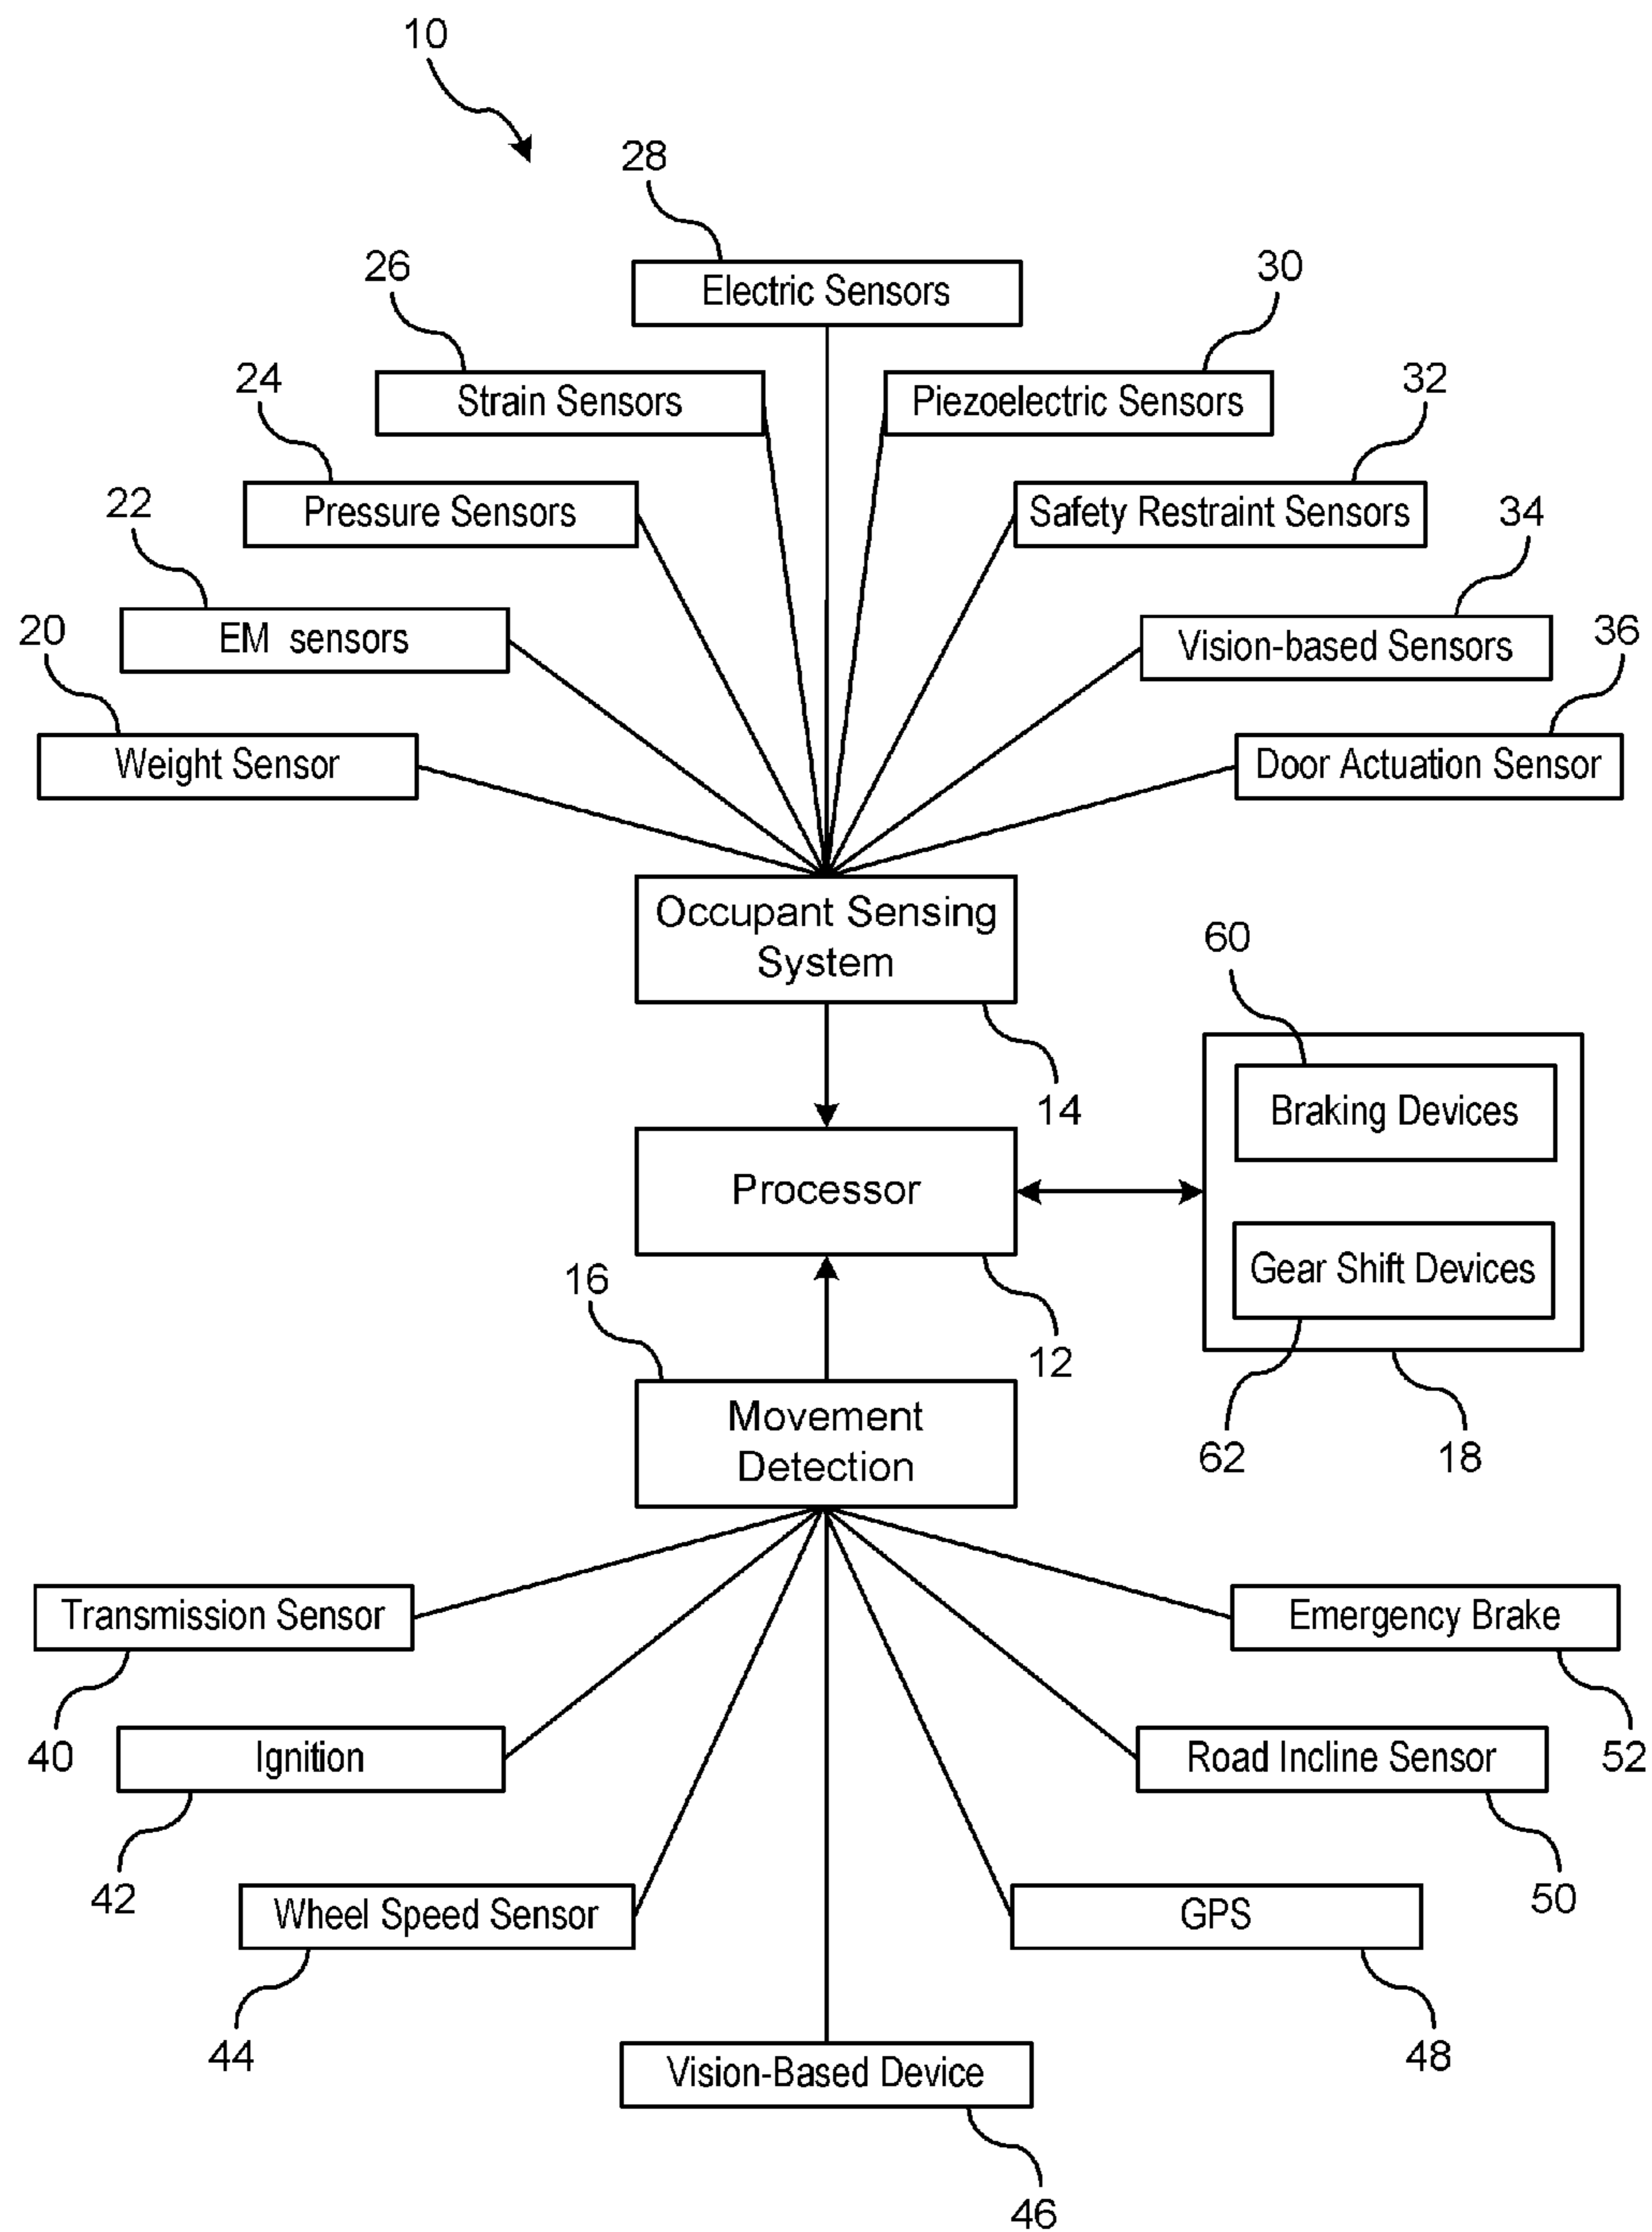 10
28
Electric Sensors
26
30
Strain Sensors
Piezoelectric Sensors
24
32
Pressure Sensors
Safety Restraint Sensors
22
34
EM sensors
Vision-based Sensors
20
36
Weight Sensor
Door Actuation Sensor
Occupant Sensing
System
14
60
Braking Devices
Processor
12
Gear Shift Devices
62
18
16
Movement
Detection
Transmission Sensor
40
Emergency Brake
52
Ignition
42
Road Incline Sensor
50
Wheel Speed Sensor
44
GPS
48
Vision-Based Device
46